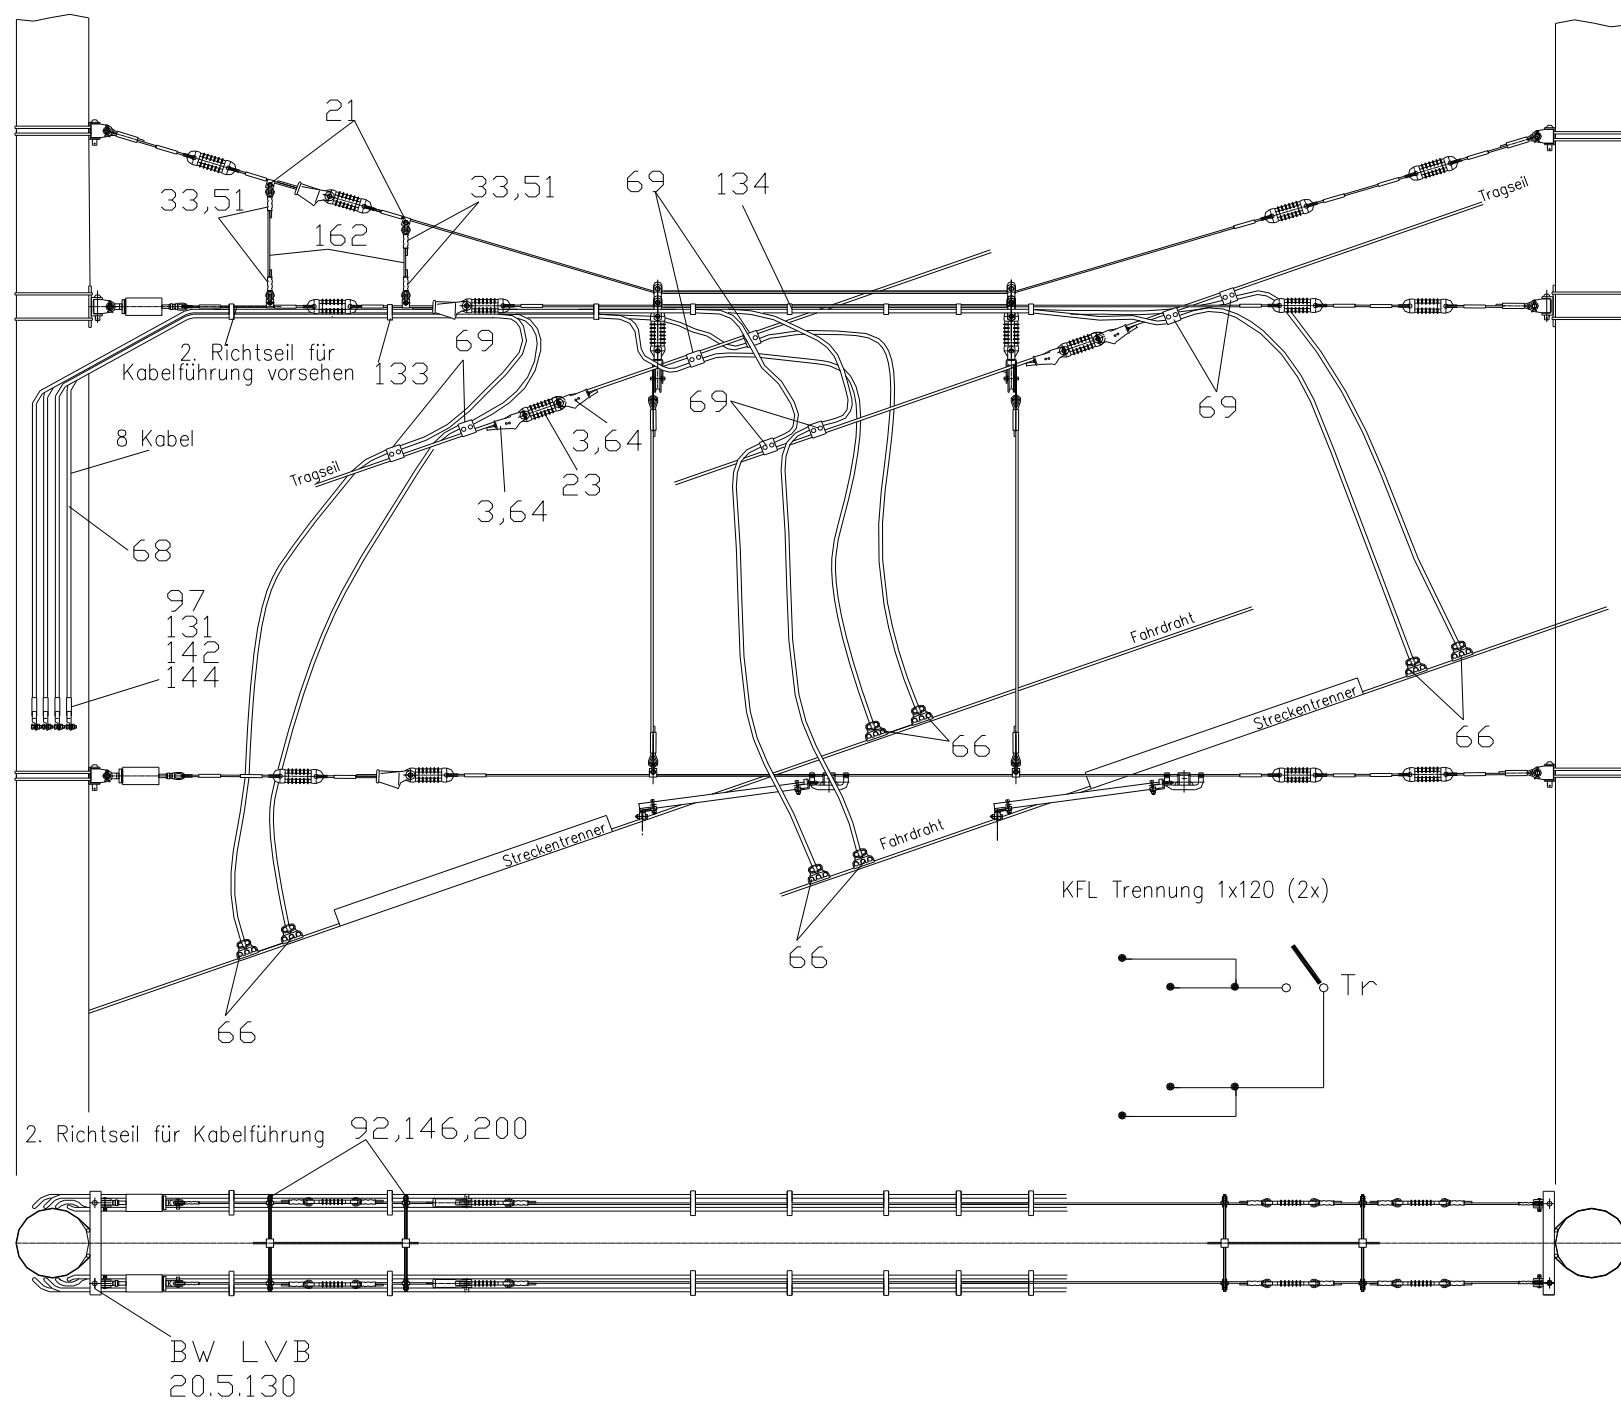 21
69
134
Tragseil
33,51
33,51
162
2. Richtseil für
Kabelführung vorsehen
133
69
69
69
8 Kabel
3,64
Tragseil
23
3,64
68
97
131
142
144
Fahrdraht
Streckentrenner
66
66
Streckentrenner
Fahrdraht
KFL Trennung 1x120 (2x)
66
Tr
66
2. Richtseil für Kabelführung
92,146,200
BW LVB
20.5.130